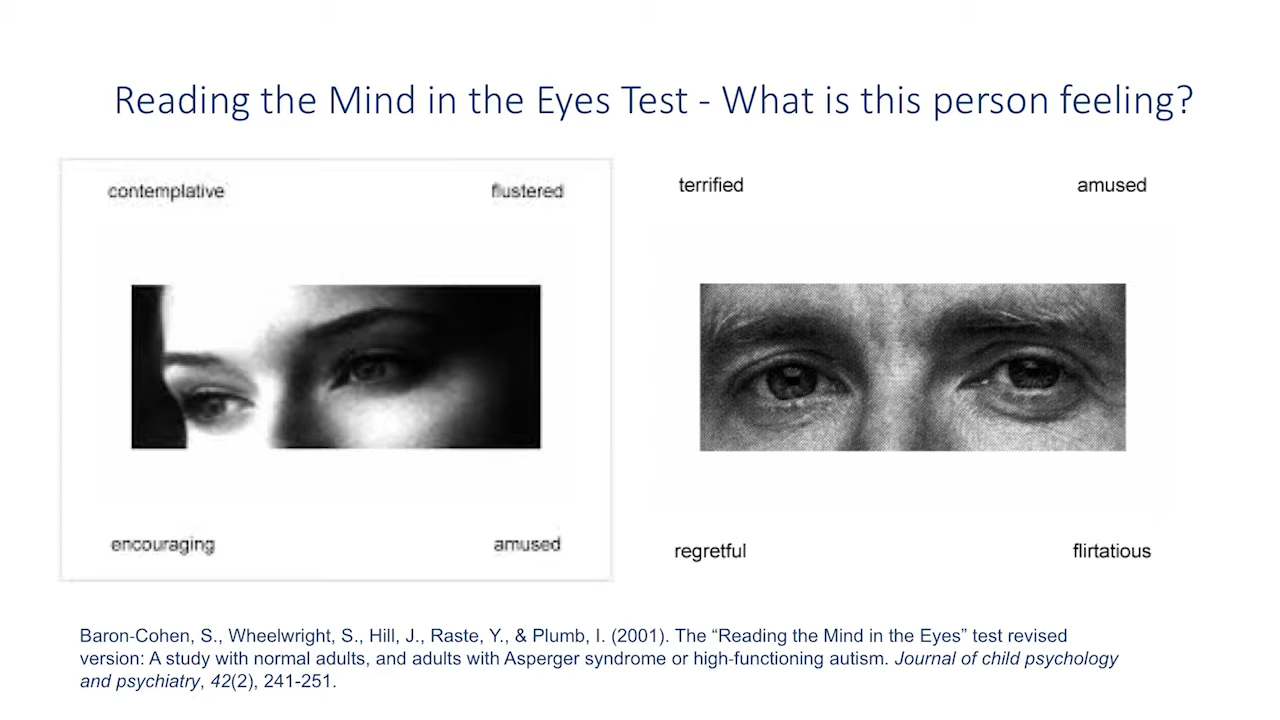 Reading the Mind in the Eyes Test - What is this person feeling?
contemplative flustered
encouraging amused
terrified amused
regretful flirtatious
Baron-Cohen, S., Wheelwright, S., Hill, J., Raste, Y., & Plumb, I. (2001). The “Reading the Mind in the Eyes” test revised
version: A study with normal adults, and adults with Asperger syndrome or high-functioning autism. Journal of child psychology
and psychiatry, 42(2), 241-251.